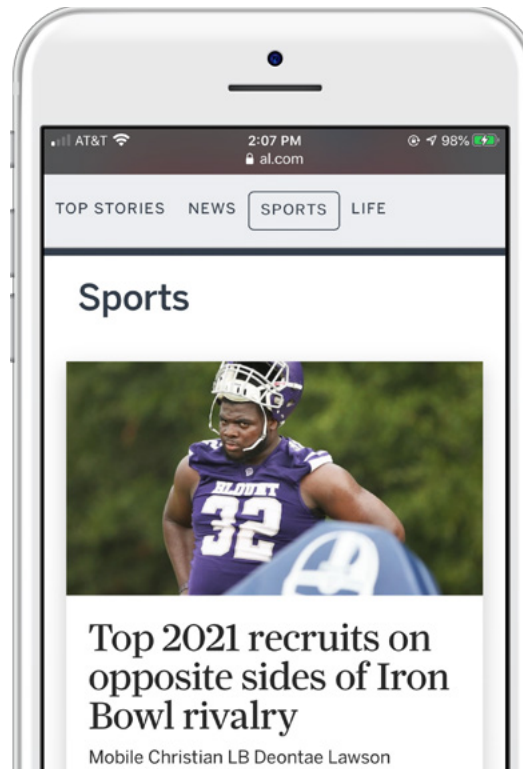 AT&T 2:07 PM 98%
al.com
TOP STORIES NEWS SPORTS LIFE
Sports
BLOUNT
32
Top 2021 recruits on
opposite sides of Iron
Bowl rivalry
Mobile Christian LB Deontae Lawson